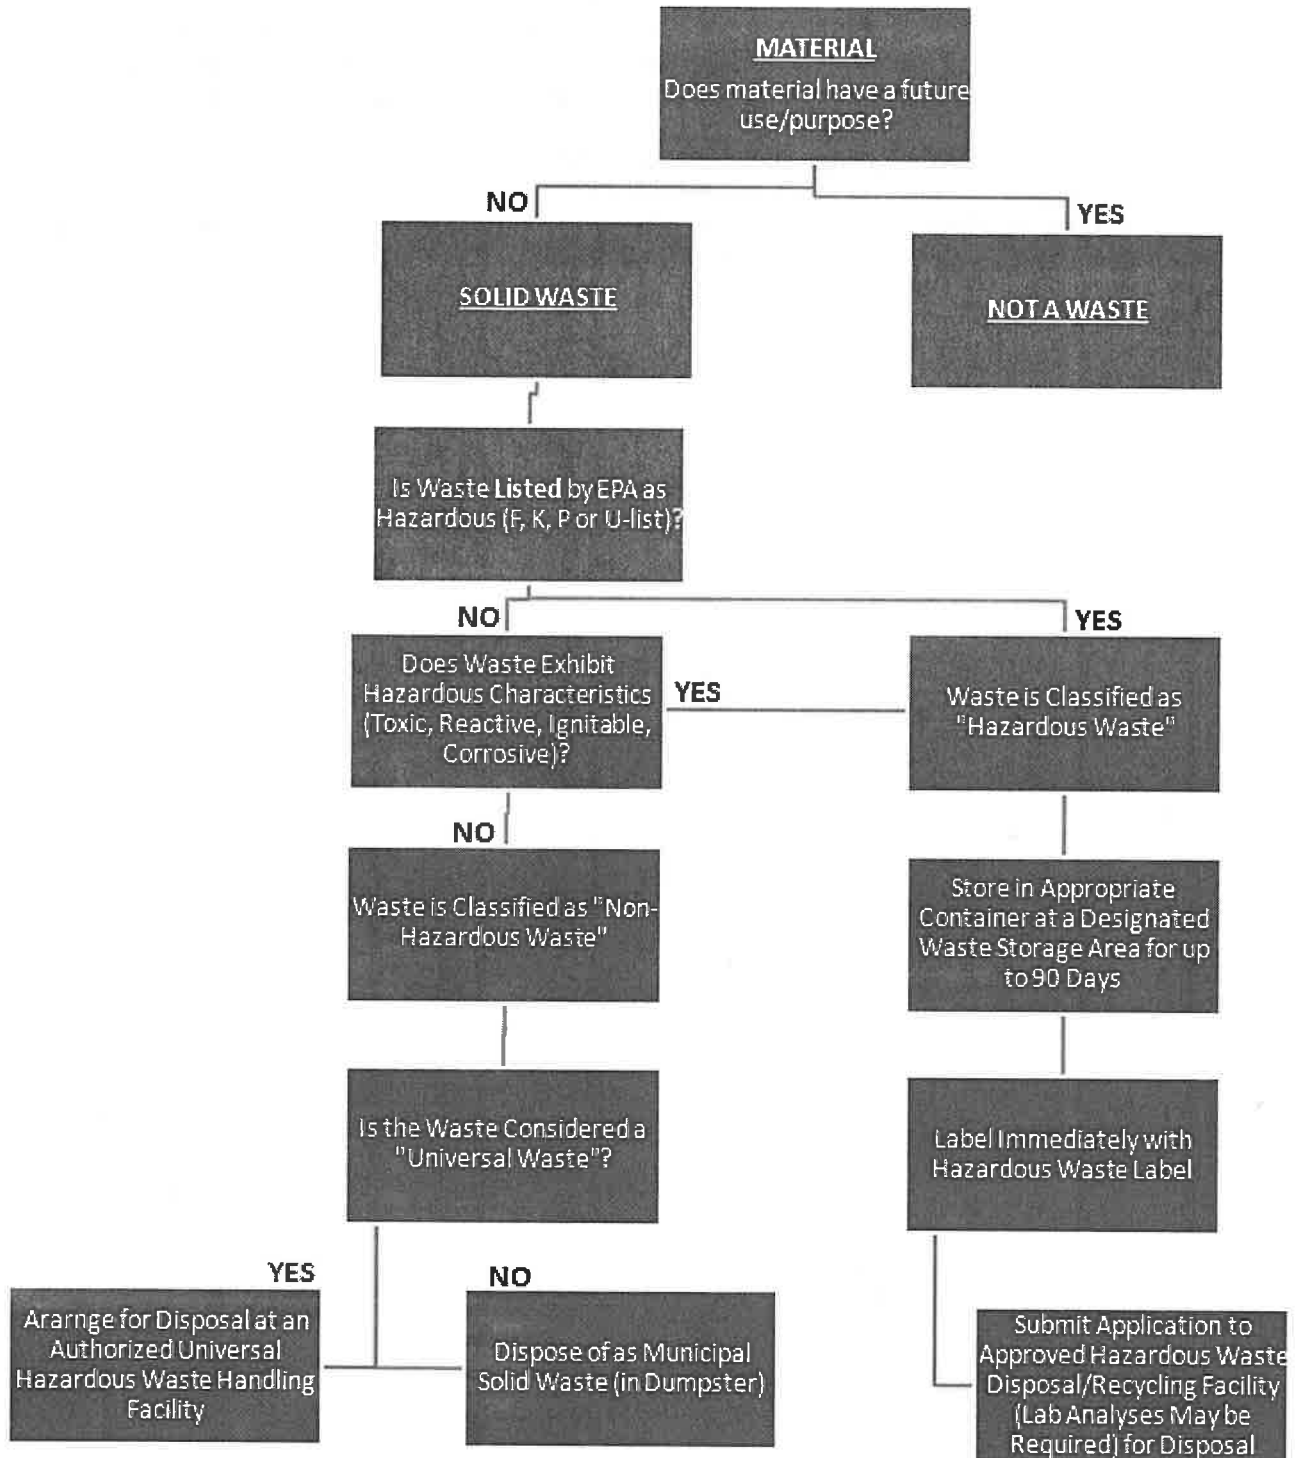 MATERIAL
Does material have a future
use/purpose?
NO
YES
SOLID WASTE
NOT A WASTE
Is Waste Listed by EPA as
Hazardous (F, K, P or U-list)?
NO
YES
Does Waste Exhibit
Hazardous Characteristics
(Toxic, Reactive, Ignitable,
Corrosive)?
YES
Waste is Classified as
"Hazardous Waste"
NO
Waste is Classified as "Non-
Hazardous Waste"
Store in Appropriate
Container at a Designated
Waste Storage Area for up
to 90 Days
Is the Waste Considered a
"Universal Waste"?
Label Immediately with
Hazardous Waste Label
YES
NO
Ararnge for Disposal at an
Authorized Universal
Hazardous Waste Handling
Facility
Dispose of as Municipal
Solid Waste (in Dumpster)
Submit Application to
Approved Hazardous Waste
Disposal/Recycling Facility
(Lab Analyses May be
Required) for Disposal